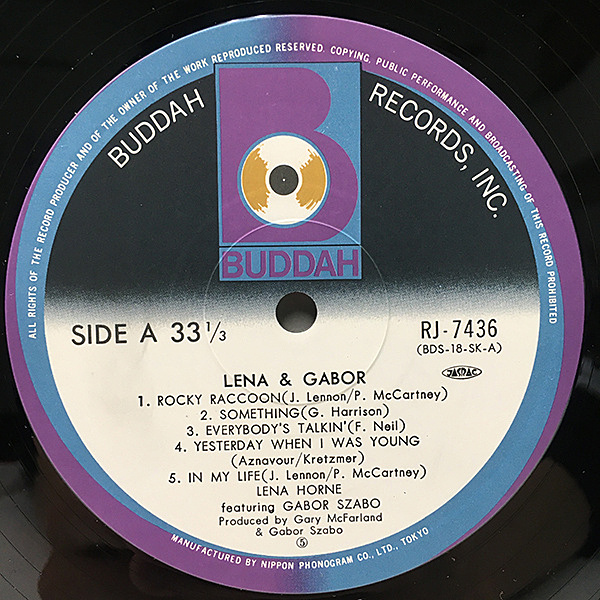 ALL RIGHTS OF THE RECORD PRODUCER AND OF THE OWNER OF THE WORK REPRODUCED RESERVED. COPYING, PUBLIC PERFORMANCE AND BROADCASTING OF THIS RECORD PROHIBITED
BUDDAH RECORDS, INC.
B
BUDDAH
SIDE A 33 1/3
RJ-7436
(BDS-18-SK-A)
JASRAC
LENA & GABOR
1. ROCKY RACCOON(J. Lennon/P. McCartney)
2. SOMETHING(G. Harrison)
3. EVERYBODY'S TALKIN'(F. Neil)
4. YESTERDAY WHEN I WAS YOUNG
(Aznavour/Kretzmer)
5. IN MY LIFE(J. Lennon/P. McCartney)
LENA HORNE
featuring GABOR SZABO
Produced by Gary McFarland
& Gabor Szabo
⑤
MANUFACTURED BY NIPPON PHONOGRAM CO., LTD., TOKYO